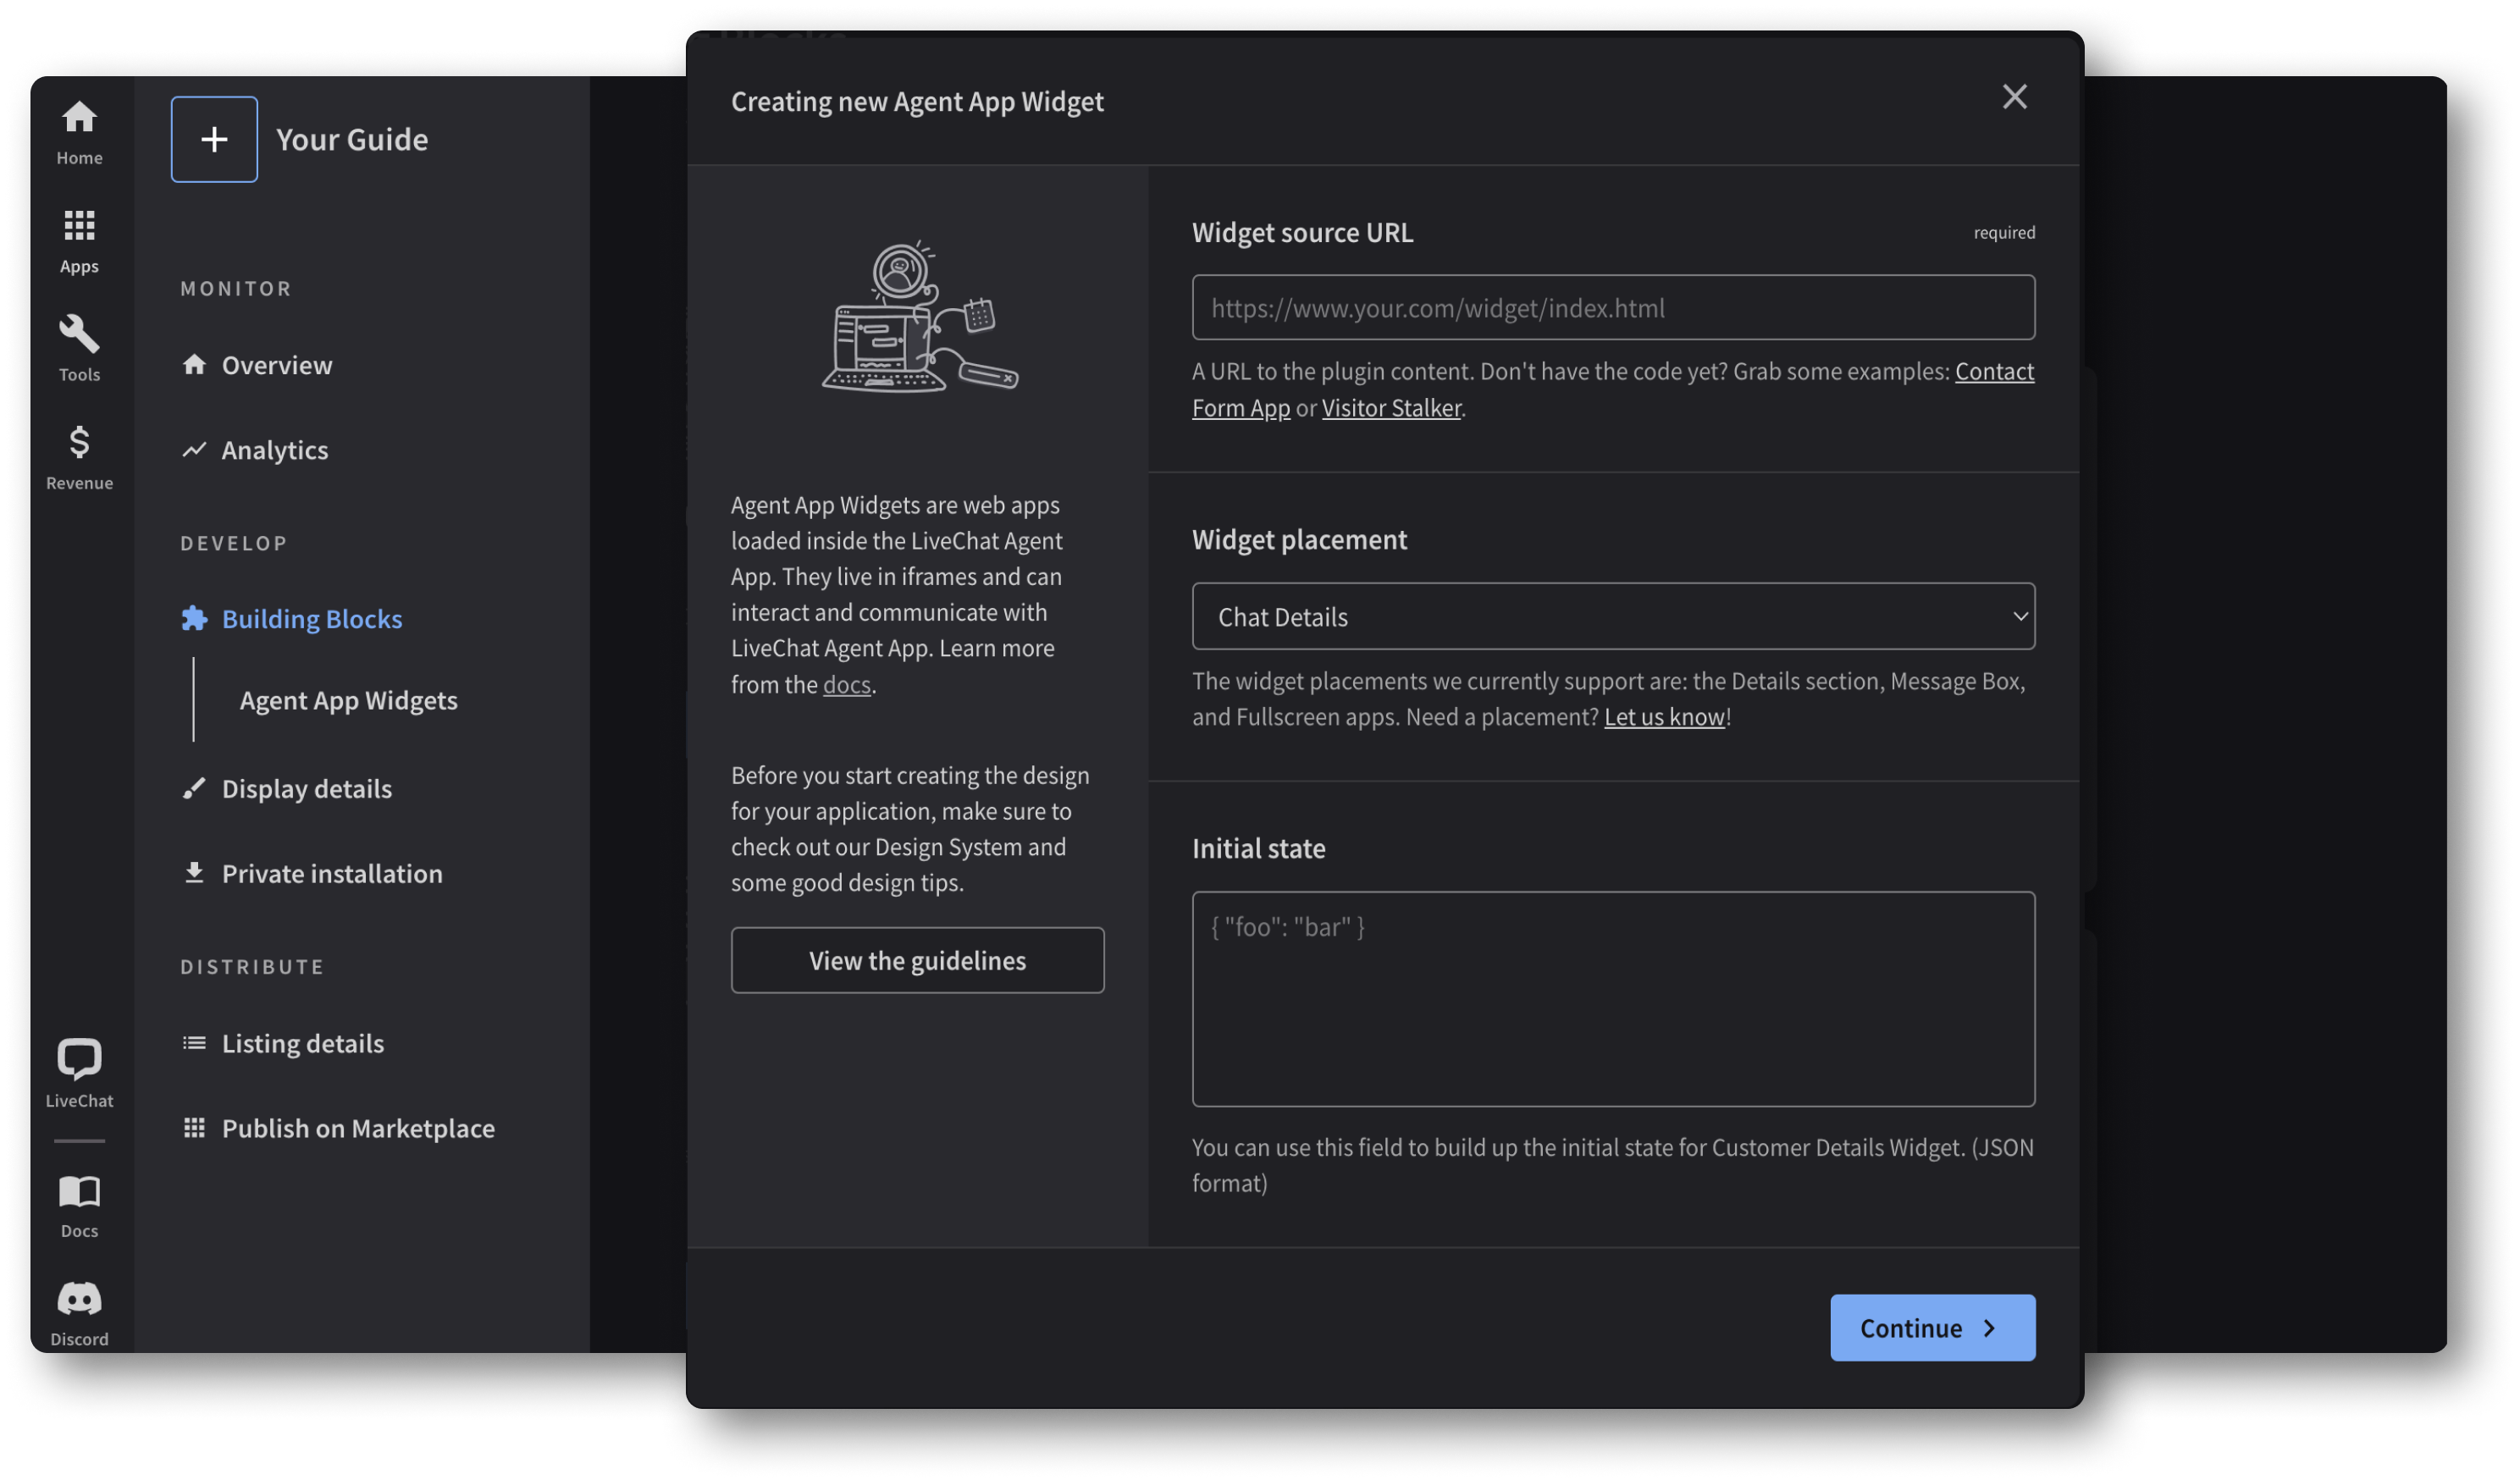 Home
Apps
Tools
Revenue
LiveChat
Docs
Discord
Your Guide
MONITOR
Overview
Analytics
DEVELOP
Building Blocks
Agent App Widgets
Display details
Private installation
DISTRIBUTE
Listing details
Publish on Marketplace
Creating new Agent App Widget
Agent App Widgets are web apps
loaded inside the LiveChat Agent
App. They live in iframes and can
interact and communicate with
LiveChat Agent App. Learn more
from the docs.
Before you start creating the design
for your application, make sure to
check out our Design System and
some good design tips.
View the guidelines
Widget source URL
required
https://www.your.com/widget/index.html
A URL to the plugin content. Don't have the code yet? Grab some examples: Contact
Form App or Visitor Stalker.
Widget placement
Chat Details
The widget placements we currently support are: the Details section, Message Box,
and Fullscreen apps. Need a placement? Let us know!
Initial state
{ "foo": "bar" }
You can use this field to build up the initial state for Customer Details Widget. (JSON
format)
Continue